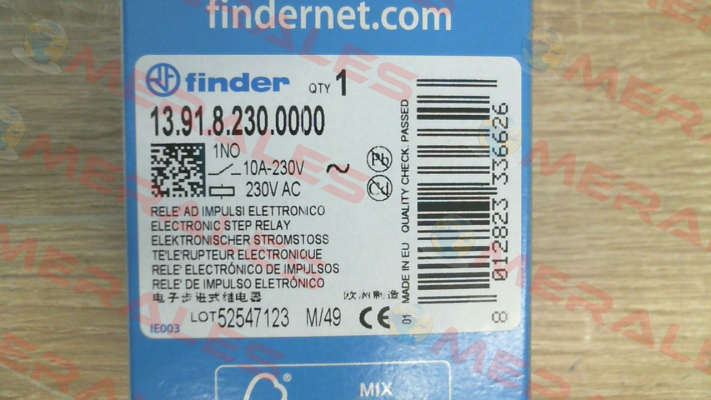 findernet.com
finder QTY 1
13.91.8.230.0000
1NO
10A-230V ~
230V AC
RELE' AD IMPULSI ELETTRONICO
ELECTRONIC STEP RELAY
ELEKTRONISCHER STROMSTOSS
TE'LE'RUPTEUR ELECTRONIQUE
RELE' ELECTRÓNICO DE IMPULSOS
RELE' DE IMPULSO ELETRÓNICO
电子步进式继电器 欧洲制造
IE003 LOT 52547123 M/49 CE
01 MADE IN EU QUALITY CHECK PASSED
8 012823 336626
MIX
MERALES